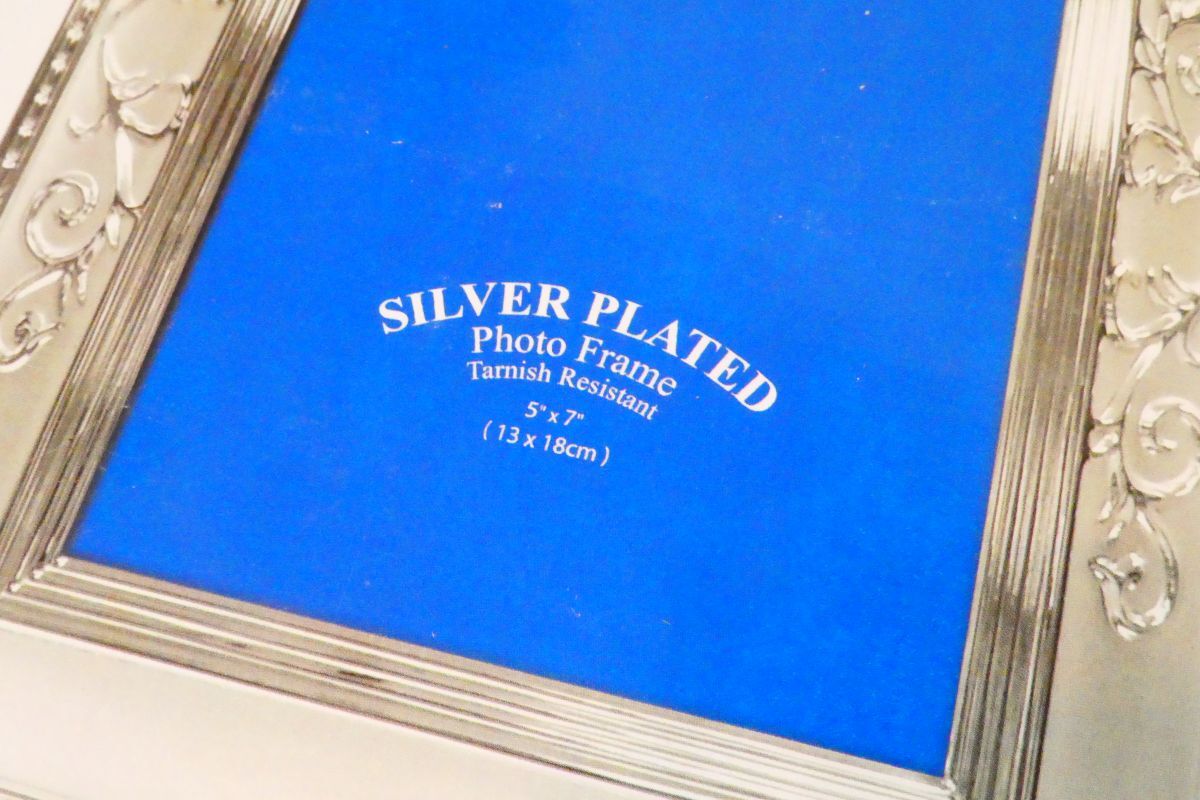 SILVER PLATED
Photo Frame
Tarnish Resistant
5" x 7"
( 13 x 18cm )